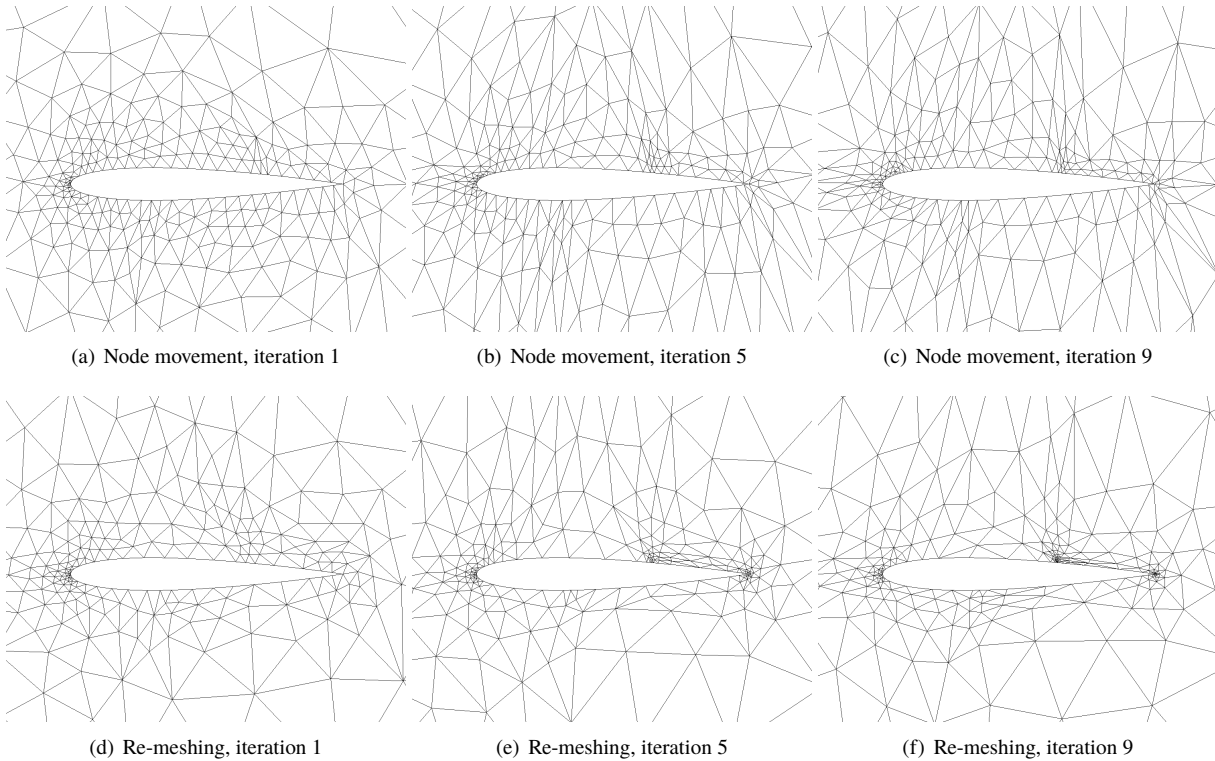 (a) Node movement, iteration 1
(b) Node movement, iteration 5
(c) Node movement, iteration 9
(d) Re-meshing, iteration 1
(e) Re-meshing, iteration 5
(f) Re-meshing, iteration 9